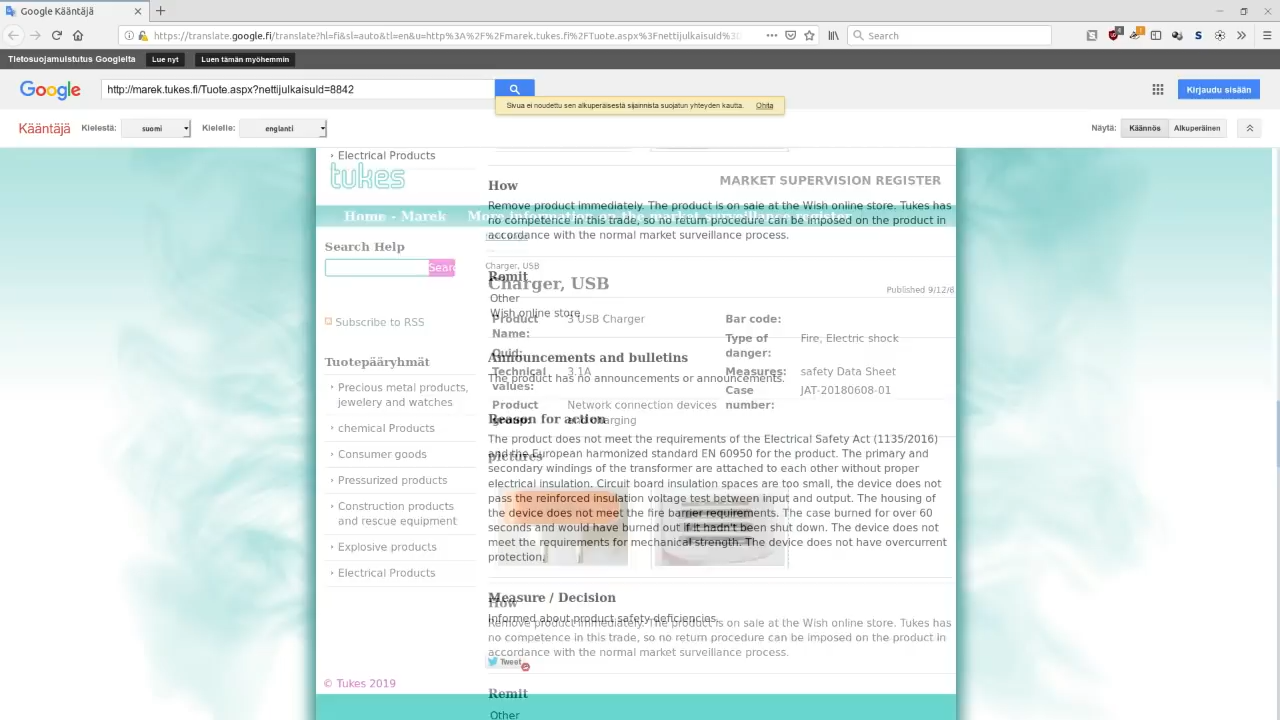 Google Kääntäjä
https://translate.google.fi/translate?hl=fi&sl=auto&tl=en&u=http%3A%2F%2Fmarek.tukes.fi%2FTuote.aspx%3Fnettijulkaisuid%3D
Search
Tietosuojamuistutus Googlelta
Lue nyt
Luen tämän myöhemmin
Google
http://marek.tukes.fi/Tuote.aspx?nettijulkaisuId=8842
Kirjaudu sisään
Sivua ei noudettu sen alkuperäisestä sijainnista suojatun yhteyden kautta.
Ohita
Kääntäjä
Kielestä:
suomi
Kielelle:
englanti
Näytä:
Käännös
Alkuperäinen
Electrical Products
tukes
MARKET SUPERVISION REGISTER
Home - Marek
More information on the market surveillance register
Search Help
Sear
Subscribe to RSS
Tuotepääryhmät
Precious metal products,
jewelery and watches
chemical Products
Consumer goods
Pressurized products
Construction products
and rescue equipment
Explosive products
Electrical Products
© Tukes 2019
How
Remove product immediately. The product is on sale at the Wish online store. Tukes has
no competence in this trade, so no return procedure can be imposed on the product in
accordance with the normal market surveillance process.
Charger, USB
Remit
Charger, USB
Published 9/12/8
Other
Wish online store
Product
Name:
3 USB Charger
Bar code:
Quid:
Type of
danger:
Fire, Electric shock
Announcements and bulletins
Technical
values:
3.1A
Measures:
safety Data Sheet
The product has no announcements or announcements.
Case
number:
JAT-20180608-01
Product
group:
Network connection devices
and charging
Reason for action
The product does not meet the requirements of the Electrical Safety Act (1135/2016)
and the European harmonized standard EN 60950 for the product. The primary and
pictures
secondary windings of the transformer are attached to each other without proper
electrical insulation. Circuit board insulation spaces are too small, the device does not
pass the reinforced insulation voltage test between input and output. The housing of
the device does not meet the fire barrier requirements. The case burned for over 60
seconds and would have burned out if it hadn't been shut down. The device does not
meet the requirements for mechanical strength. The device does not have overcurrent
protection.
Measure / Decision
How
Informed about product safety deficiencies.
Remove product immediately. The product is on sale at the Wish online store. Tukes has
no competence in this trade, so no return procedure can be imposed on the product in
accordance with the normal market surveillance process.
Tweet
Remit
Other